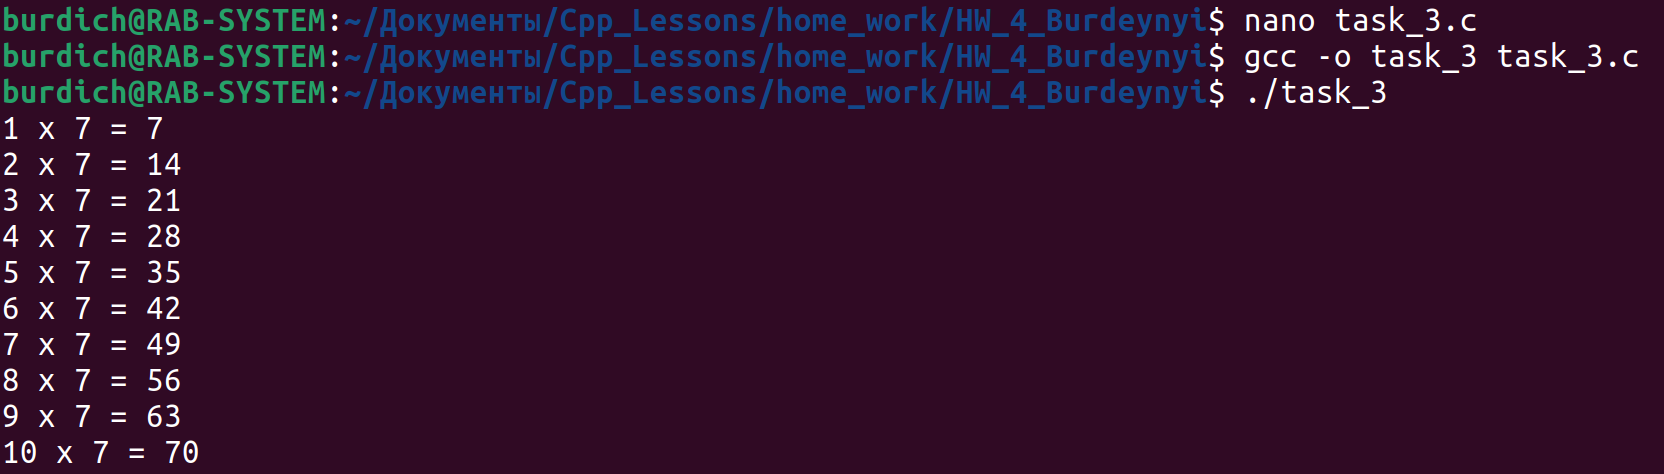 burdich@RAB-SYSTEM:~/Документы/Cpp_Lessons/home_work/HW_4_Burdeynyi$ nano task_3.c
burdich@RAB-SYSTEM:~/Документы/Cpp_Lessons/home_work/HW_4_Burdeynyi$ gcc -o task_3 task_3.c
burdich@RAB-SYSTEM:~/Документы/Cpp_Lessons/home_work/HW_4_Burdeynyi$ ./task_3
1 x 7 = 7
2 x 7 = 14
3 x 7 = 21
4 x 7 = 28
5 x 7 = 35
6 x 7 = 42
7 x 7 = 49
8 x 7 = 56
9 x 7 = 63
10 x 7 = 70